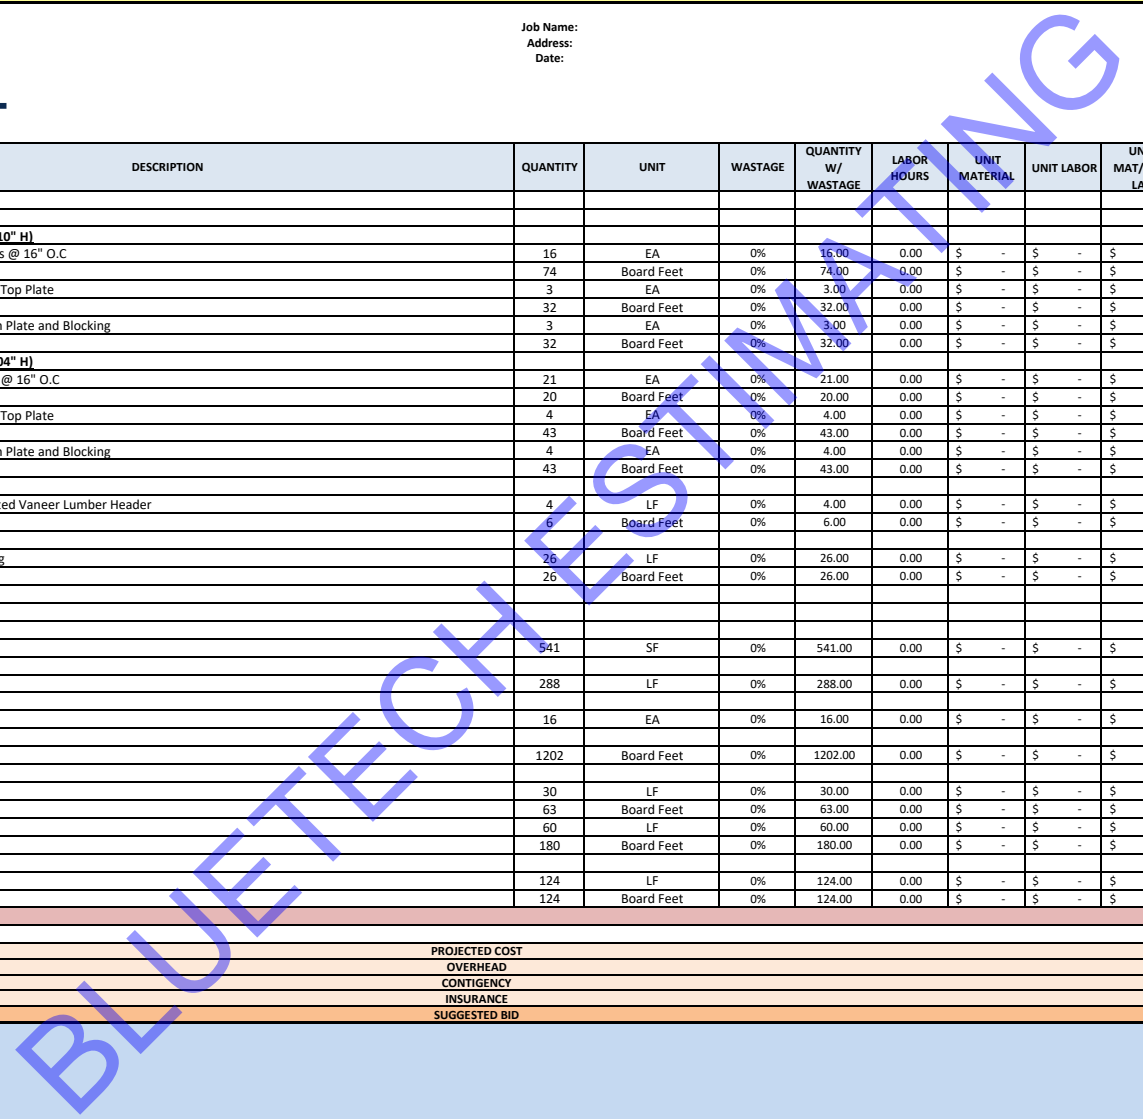 Job Name:
Address:
Date:
DESCRIPTION QUANTITY UNIT WASTAGE QUANTITY W/ WASTAGE LABOR HOURS UNIT MATERIAL UNIT LABOR UN MAT/ LA
10" H)
s @ 16" O.C 16 EA 0% 16.00 0.00 $ - $ - $
74 Board Feet 0% 74.00 0.00 $ - $ - $
Top Plate 3 EA 0% 3.00 0.00 $ - $ - $
32 Board Feet 0% 32.00 0.00 $ - $ - $
n Plate and Blocking 3 EA 0% 3.00 0.00 $ - $ - $
32 Board Feet 0% 32.00 0.00 $ - $ - $
04" H)
@ 16" O.C 21 EA 0% 21.00 0.00 $ - $ - $
20 Board Feet 0% 20.00 0.00 $ - $ - $
Top Plate 4 EA 0% 4.00 0.00 $ - $ - $
43 Board Feet 0% 43.00 0.00 $ - $ - $
n Plate and Blocking 4 EA 0% 4.00 0.00 $ - $ - $
43 Board Feet 0% 43.00 0.00 $ - $ - $
ted Vaneer Lumber Header 4 LF 0% 4.00 0.00 $ - $ - $
6 Board Feet 0% 6.00 0.00 $ - $ - $
g 26 LF 0% 26.00 0.00 $ - $ - $
26 Board Feet 0% 26.00 0.00 $ - $ - $
541 SF 0% 541.00 0.00 $ - $ - $
288 LF 0% 288.00 0.00 $ - $ - $
16 EA 0% 16.00 0.00 $ - $ - $
1202 Board Feet 0% 1202.00 0.00 $ - $ - $
30 LF 0% 30.00 0.00 $ - $ - $
63 Board Feet 0% 63.00 0.00 $ - $ - $
60 LF 0% 60.00 0.00 $ - $ - $
180 Board Feet 0% 180.00 0.00 $ - $ - $
124 LF 0% 124.00 0.00 $ - $ - $
124 Board Feet 0% 124.00 0.00 $ - $ - $
PROJECTED COST
OVERHEAD
CONTIGENCY
INSURANCE
SUGGESTED BID
BLUETECH ESTIMATING